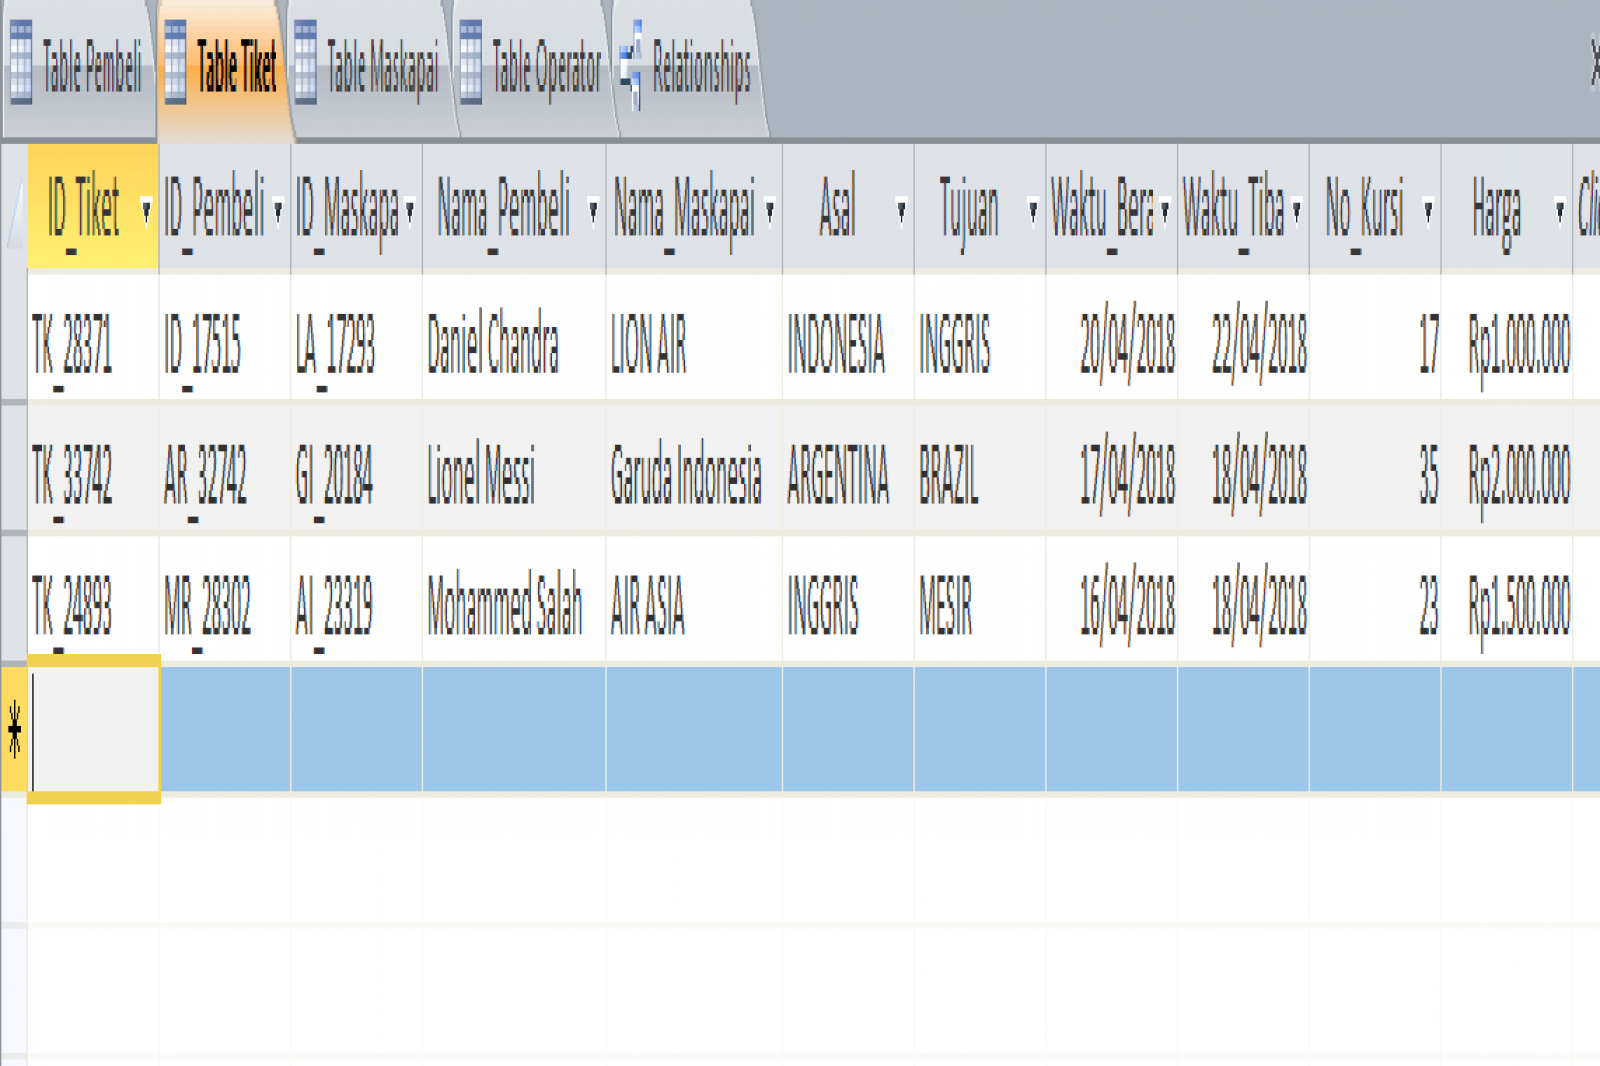 Table Pembeli Table Tiket Table Maskapai Table Operator Relationships
ID_Tiket ID_Pembeli ID_Maskapa Nama_Pembeli Nama_Maskapai Asal Tujuan Waktu_Bera Waktu_Tiba No_Kursi Harga
TK_28371 ID_17515 LA_17293 Daniel Chandra LION AIR INDONESIA INGGRIS 20/04/2018 22/04/2018 17 Rp1.000.000
TK_33742 AR_32742 GI_20184 Lionel Messi Garuda Indonesia ARGENTINA BRAZIL 17/04/2018 18/04/2018 35 Rp2.000.000
TK_24893 MR_28302 AI_23319 Mohammed Salah AIR ASIA INGGRIS MESIR 16/04/2018 18/04/2018 23 Rp1.500.000